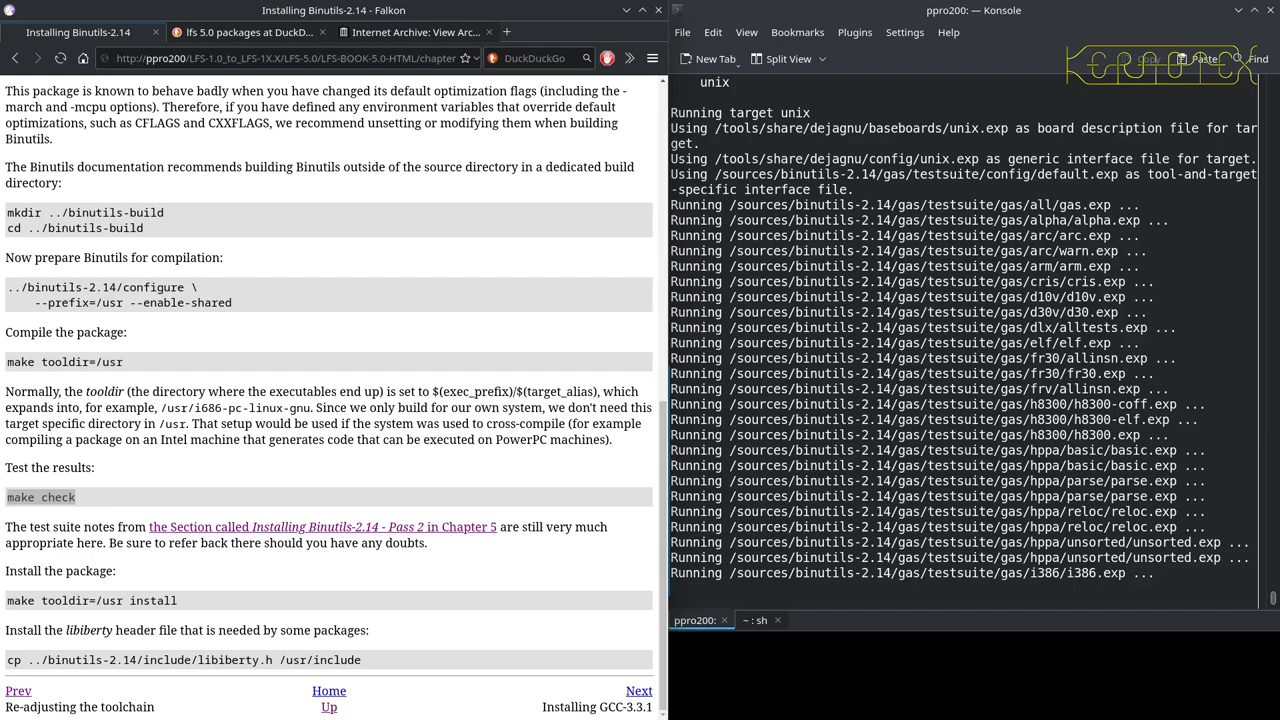 Installing Binutils-2.14 - Falkon
Installing Binutils-2.14
lfs 5.0 packages at DuckD...
Internet Archive: View Arc...
http://ppro200/LFS-1.0_to_LFS-1X.X/LFS-5.0/LFS-BOOK-5.0-HTML/chapter
DuckDuckGo
This package is known to behave badly when you have changed its default optimization flags (including the -
march and -mcpu options). Therefore, if you have defined any environment variables that override default
optimizations, such as CFLAGS and CXXFLAGS, we recommend unsetting or modifying them when building
Binutils.
The Binutils documentation recommends building Binutils outside of the source directory in a dedicated build
directory:
mkdir ../binutils-build
cd ../binutils-build
Now prepare Binutils for compilation:
../binutils-2.14/configure \
--prefix=/usr --enable-shared
Compile the package:
make tooldir=/usr
Normally, the tooldir (the directory where the executables end up) is set to $(exec_prefix)/$(target_alias), which
expands into, for example, /usr/i686-pc-linux-gnu. Since we only build for our own system, we don't need this
target specific directory in /usr. That setup would be used if the system was used to cross-compile (for example
compiling a package on an Intel machine that generates code that can be executed on PowerPC machines).
Test the results:
make check
The test suite notes from the Section called Installing Binutils-2.14 - Pass 2 in Chapter 5 are still very much
appropriate here. Be sure to refer back there should you have any doubts.
Install the package:
make tooldir=/usr install
Install the libiberty header file that is needed by some packages:
cp ../binutils-2.14/include/libiberty.h /usr/include
Prev Home Next
Re-adjusting the toolchain Up Installing GCC-3.3.1
ppro200: — Konsole
File Edit View Bookmarks Plugins Settings Help
New Tab Split View Copy Paste Find
unix
Running target unix
Using /tools/share/dejagnu/baseboards/unix.exp as board description file for tar
get.
Using /tools/share/dejagnu/config/unix.exp as generic interface file for target.
Using /sources/binutils-2.14/gas/testsuite/config/default.exp as tool-and-target
-specific interface file.
Running /sources/binutils-2.14/gas/testsuite/gas/all/gas.exp ...
Running /sources/binutils-2.14/gas/testsuite/gas/alpha/alpha.exp ...
Running /sources/binutils-2.14/gas/testsuite/gas/arc/arc.exp ...
Running /sources/binutils-2.14/gas/testsuite/gas/arc/warn.exp ...
Running /sources/binutils-2.14/gas/testsuite/gas/arm/arm.exp ...
Running /sources/binutils-2.14/gas/testsuite/gas/cris/cris.exp ...
Running /sources/binutils-2.14/gas/testsuite/gas/d10v/d10v.exp ...
Running /sources/binutils-2.14/gas/testsuite/gas/d30v/d30.exp ...
Running /sources/binutils-2.14/gas/testsuite/gas/dlx/alltests.exp ...
Running /sources/binutils-2.14/gas/testsuite/gas/elf/elf.exp ...
Running /sources/binutils-2.14/gas/testsuite/gas/fr30/allinsn.exp ...
Running /sources/binutils-2.14/gas/testsuite/gas/fr30/fr30.exp ...
Running /sources/binutils-2.14/gas/testsuite/gas/frv/allinsn.exp ...
Running /sources/binutils-2.14/gas/testsuite/gas/h8300/h8300-coff.exp ...
Running /sources/binutils-2.14/gas/testsuite/gas/h8300/h8300-elf.exp ...
Running /sources/binutils-2.14/gas/testsuite/gas/h8300/h8300.exp ...
Running /sources/binutils-2.14/gas/testsuite/gas/hppa/basic/basic.exp ...
Running /sources/binutils-2.14/gas/testsuite/gas/hppa/basic/basic.exp ...
Running /sources/binutils-2.14/gas/testsuite/gas/hppa/parse/parse.exp ...
Running /sources/binutils-2.14/gas/testsuite/gas/hppa/parse/parse.exp ...
Running /sources/binutils-2.14/gas/testsuite/gas/hppa/reloc/reloc.exp ...
Running /sources/binutils-2.14/gas/testsuite/gas/hppa/reloc/reloc.exp ...
Running /sources/binutils-2.14/gas/testsuite/gas/hppa/unsorted/unsorted.exp ...
Running /sources/binutils-2.14/gas/testsuite/gas/hppa/unsorted/unsorted.exp ...
Running /sources/binutils-2.14/gas/testsuite/gas/i386/i386.exp ...
ppro200:
~ : sh